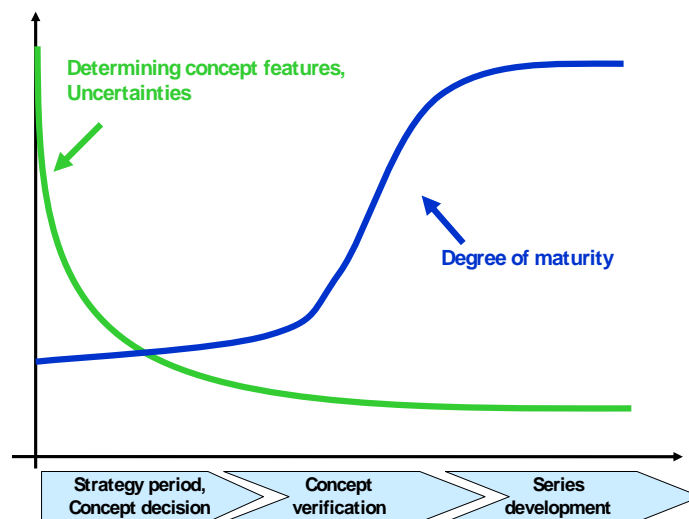 Determining concept features,
Uncertainties
Degree of maturity
Strategy period,
Concept decision
Concept
verification
Series
development